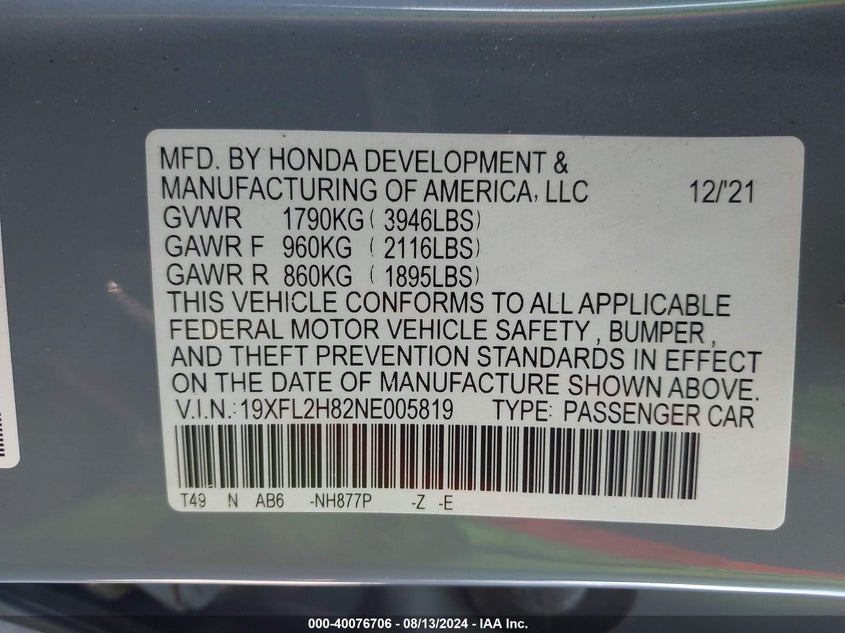 MFD. BY HONDA DEVELOPMENT &
MANUFACTURING OF AMERICA, LLC 12/'21
GVWR 1790KG ( 3946LBS)
GAWR F 960KG ( 2116LBS)
GAWR R 860KG ( 1895LBS)
THIS VEHICLE CONFORMS TO ALL APPLICABLE
FEDERAL MOTOR VEHICLE SAFETY , BUMPER ,
AND THEFT PREVENTION STANDARDS IN EFFECT
ON THE DATE OF MANUFACTURE SHOWN ABOVE.
V.I.N.: 19XFL2H82NE005819 TYPE: PASSENGER CAR
T49 N AB6 -NH877P -Z -E
000-40076706 - 08/13/2024 - IAA Inc.